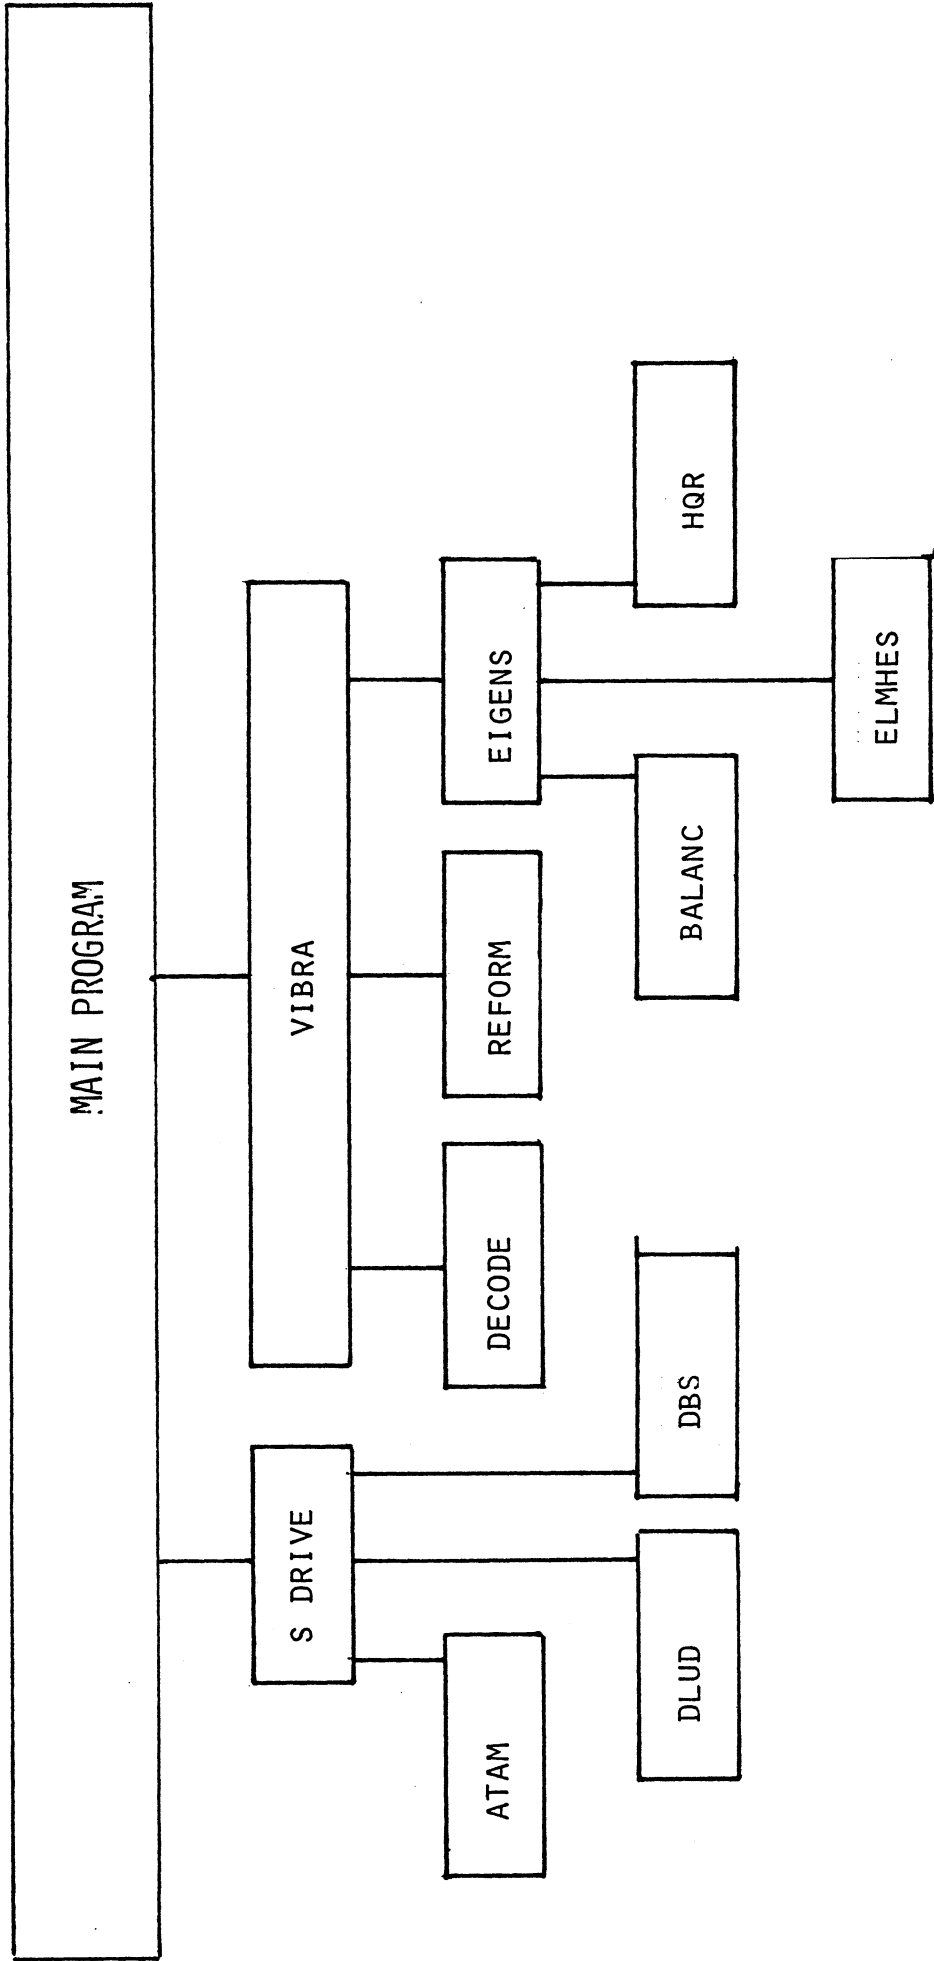 MAIN PROGRAM
S DRIVE
VIBRA
ATAM
DECODE
REFORM
EIGENS
DLUD
DBS
BALANC
HQR
ELMHES